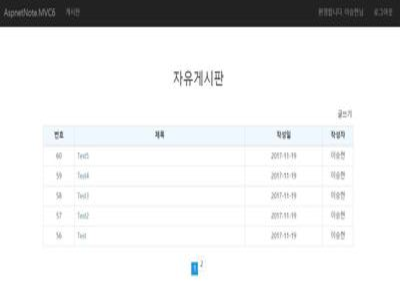 AspnetNote.MVC6 게시판 환영합니다. 이승현님 로그아웃
자유게시판
글쓰기
번호 제목 작성일 작성자
60 Test5 2017-11-19 이승현
59 Test4 2017-11-19 이승현
58 Test3 2017-11-19 이승현
57 Test2 2017-11-19 이승현
56 Test 2017-11-19 이승현
1 2